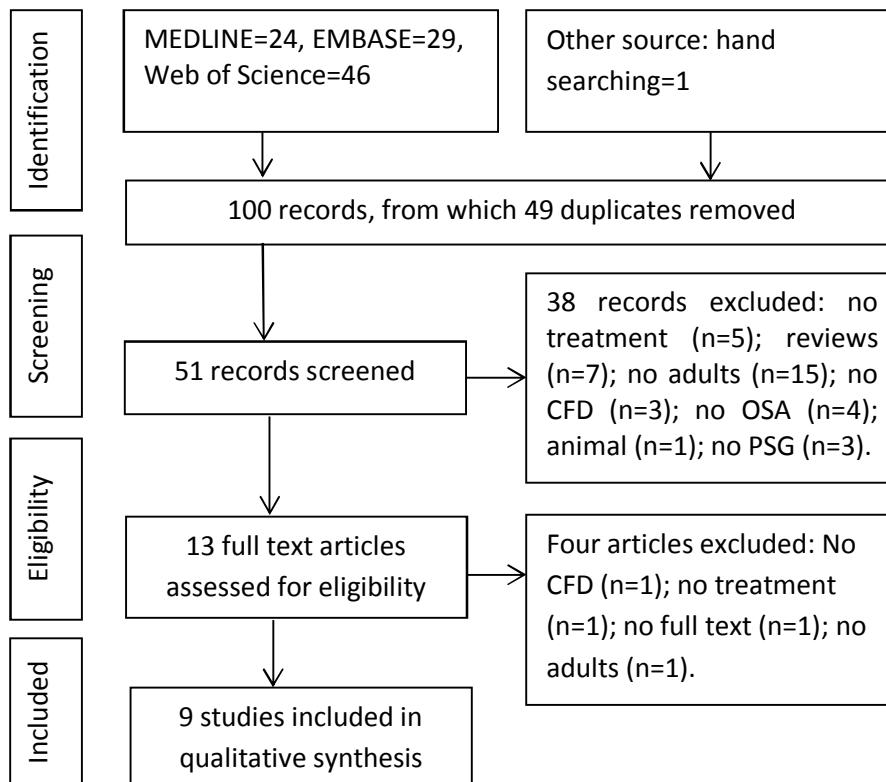 Identification
MEDLINE=24, EMBASE=29,
Web of Science=46
Other source: hand
searching=1
100 records, from which 49 duplicates removed
Screening
51 records screened
38 records excluded: no
treatment (n=5); reviews
(n=7); no adults (n=15); no
CFD (n=3); no OSA (n=4);
animal (n=1); no PSG (n=3).
Eligibility
13 full text articles
assessed for eligibility
Four articles excluded: No
CFD (n=1); no treatment
(n=1); no full text (n=1); no
adults (n=1).
Included
9 studies included in
qualitative synthesis